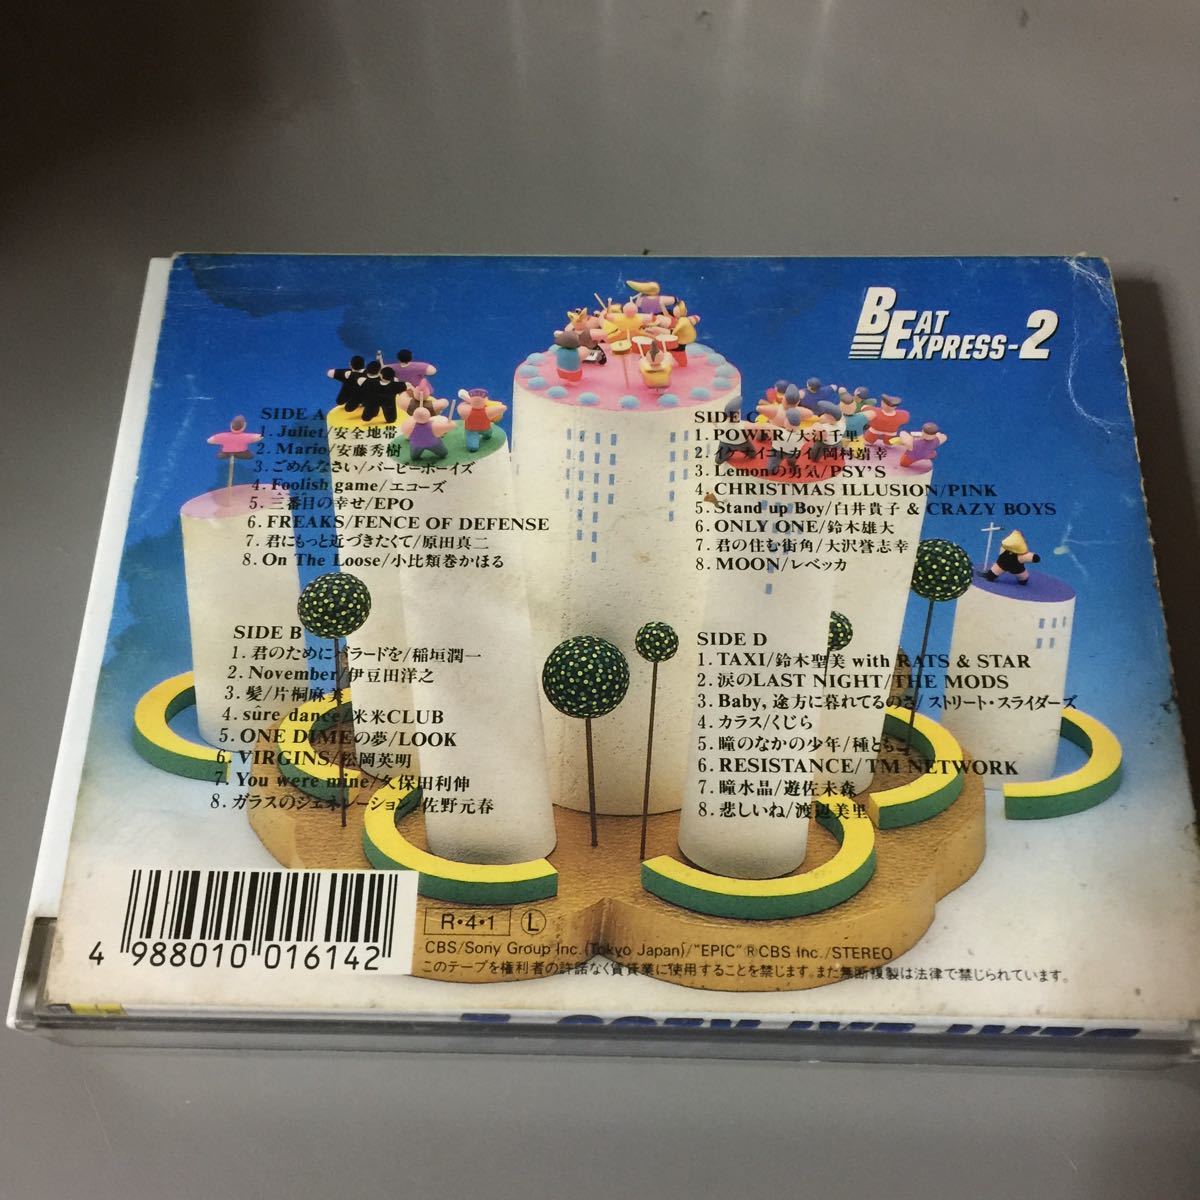 BEAT
EXPRESS-2
SIDE A
1. Juliet/安全地帯
2. Mario/安藤秀樹
3. ごめんなさい/バービーボーイズ
4. Foolish game/エコーズ
5. 三番目の幸せ/EPO
6. FREAKS/FENCE OF DEFENSE
7. 君にもっと近づきたくて/原田真二
8. On The Loose/小比類巻かほる
SIDE B
1. 君のためにバラードを/稲垣潤一
2. November/伊豆田洋之
3. 髪/片桐麻美
4. sûre dance/米米CLUB
5. ONE DIMEの夢/LOOK
6. VIRGINS/松岡英明
7. You were mine/久保田利伸
8. ガラスのジェネレーション/佐野元春
SIDE C
1. POWER/大江千里
2. イケナイコトカイ/岡村靖幸
3. Lemonの勇気/PSY'S
4. CHRISTMAS ILLUSION/PINK
5. Stand up Boy/白井貴子 & CRAZY BOYS
6. ONLY ONE/鈴木雄大
7. 君の住む街角/大沢誉志幸
8. MOON/レベッカ
SIDE D
1. TAXI/鈴木聖美 with RATS & STAR
2. 涙のLAST NIGHT/THE MODS
3. Baby, 途方に暮れてるのさ/ストリート・スライダーズ
4. カラス/くじら
5. 瞳のなかの少年/種ともこ
6. RESISTANCE/TM NETWORK
7. 瞳水晶/遊佐未森
8. 悲しいね/渡辺美里
4 988010 016142
R・4・1 Ⓛ
CBS/Sony Group Inc. (Tokyo Japan)/"EPIC" ®CBS Inc./STEREO
このテープを権利者の許諾なく賃貸業に使用することを禁じます。また無断複製は法律で禁じられています。